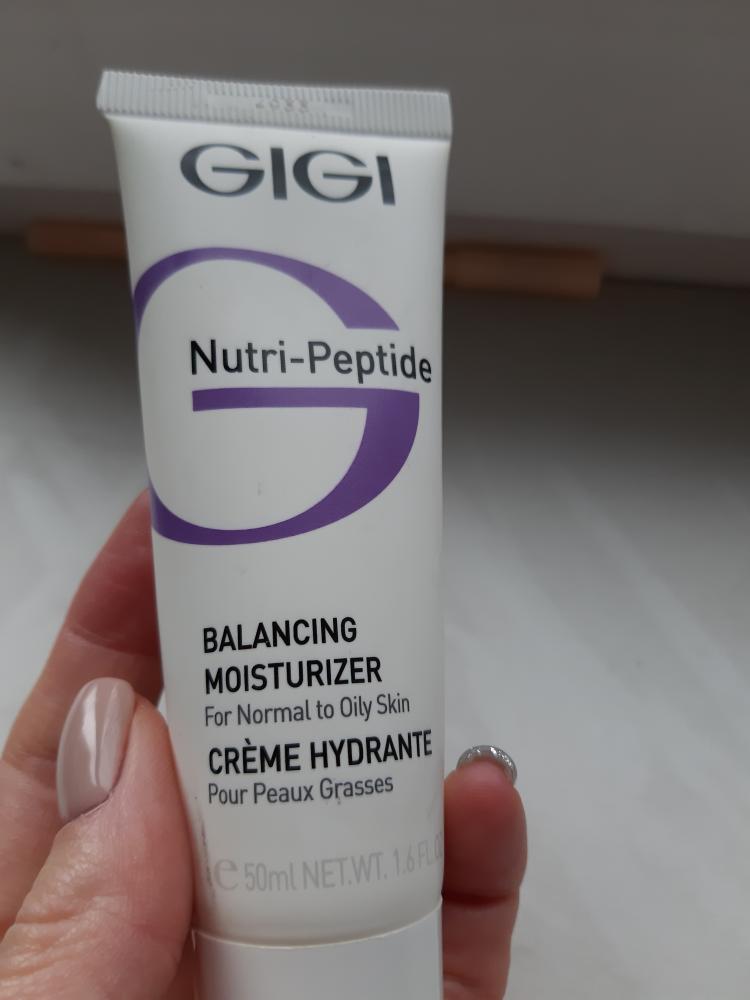 GIGI
Nutri-Peptide
BALANCING
MOISTURIZER
For Normal to Oily Skin
CRÈME HYDRANTE
Pour Peaux Grasses
℮ 50ml NET.WT. 1.6 FL.